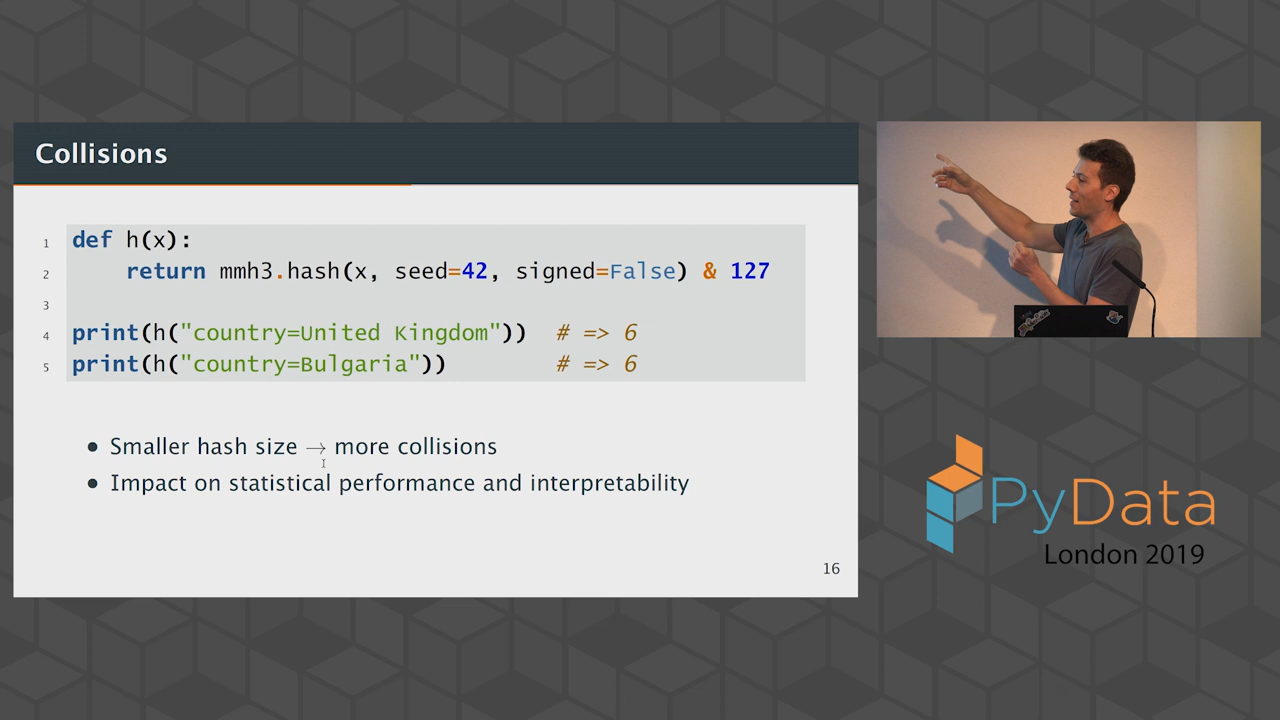 Collisions
1 def h(x):
2 return mmh3.hash(x, seed=42, signed=False) & 127
3
4 print(h("country=United Kingdom")) # => 6
5 print(h("country=Bulgaria")) # => 6
• Smaller hash size → more collisions
• Impact on statistical performance and interpretability
16
PyData
London 2019